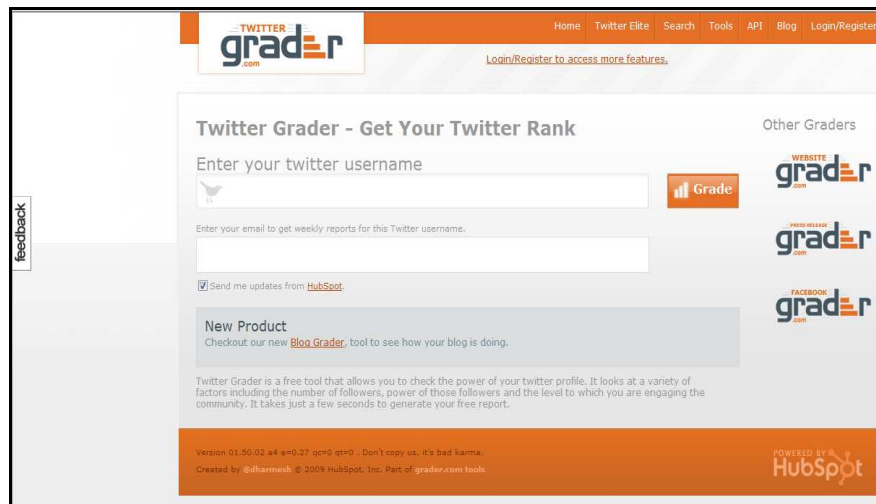 TWITTER
grader
.com
Home Twitter Elite Search Tools API Blog Login/Register
Login/Register to access more features.
Twitter Grader - Get Your Twitter Rank
Enter your twitter username
Grade
Enter your email to get weekly reports for this Twitter username.
Send me updates from HubSpot.
New Product
Checkout our new Blog Grader, tool to see how your blog is doing.
Twitter Grader is a free tool that allows you to check the power of your twitter profile. It looks at a variety of
factors including the number of followers, power of those followers and the level to which you are engaging the
community. It takes just a few seconds to generate your free report.
Other Graders
WEBSITE
grader
.com
PRESS RELEASE
grader
.com
FACEBOOK
grader
.com
feedback
Version 01.50.02 a4 e=0.27 qc=0 qt=0 . Don't copy us, it's bad karma.
Created by @dharmesh © 2009 HubSpot, Inc. Part of grader.com tools
POWERED BY
HubSpot